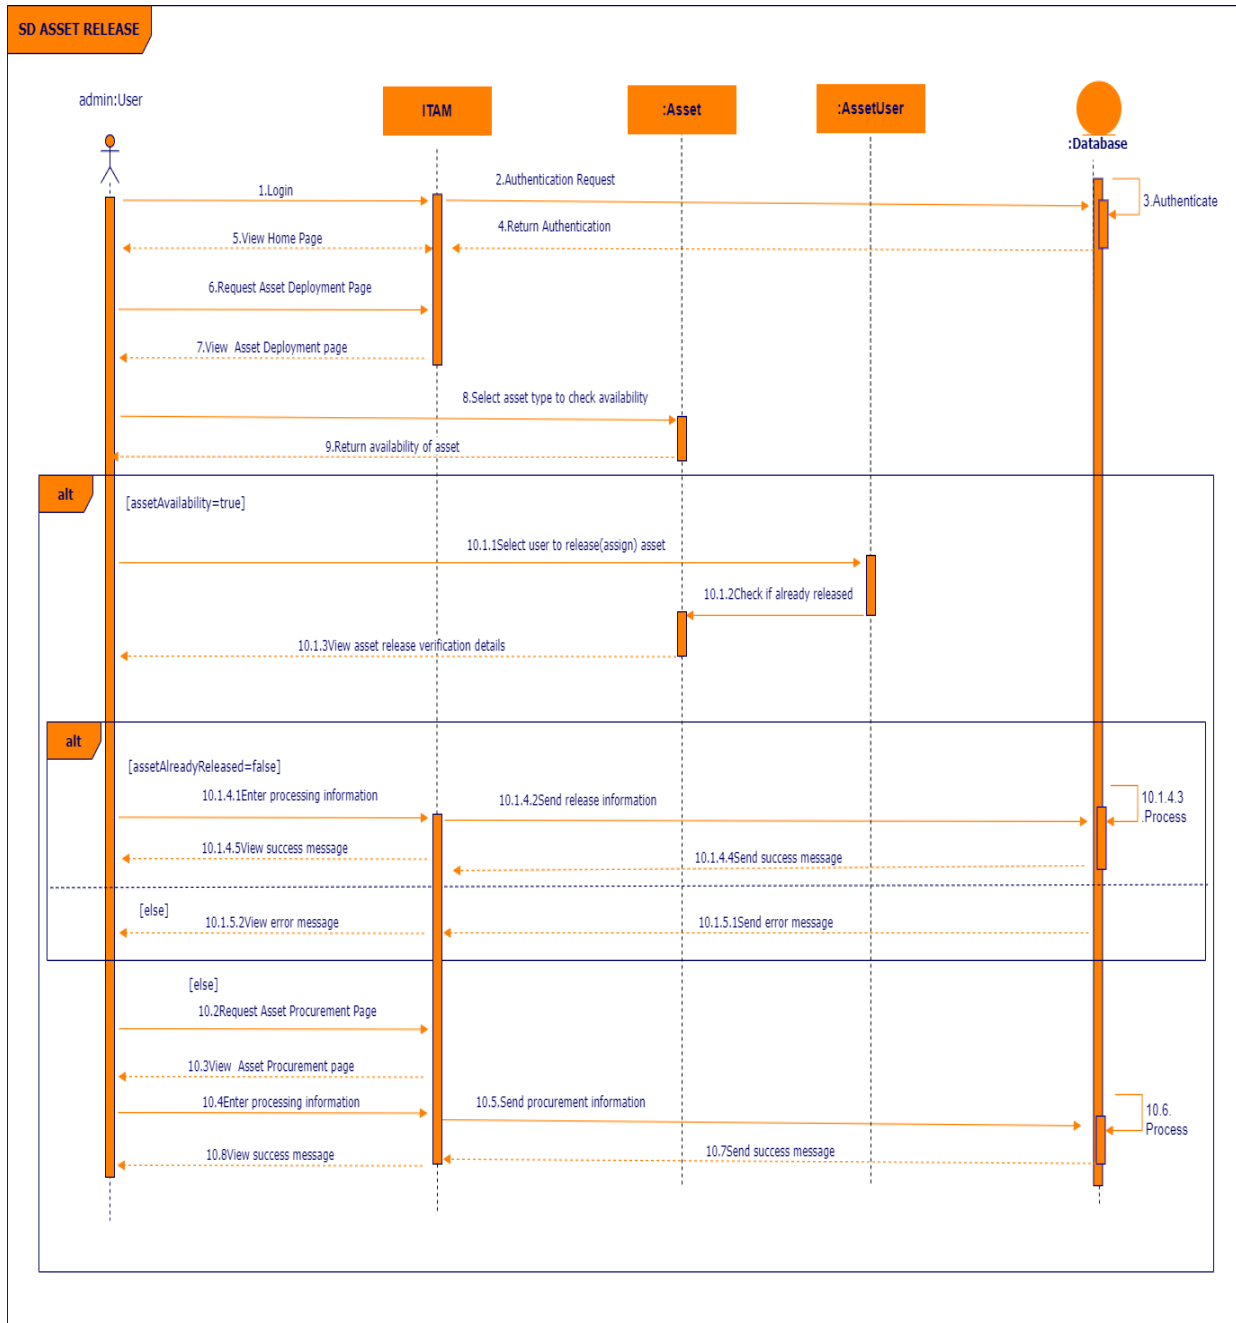 SD ASSET RELEASE
admin:User
ITAM
:Asset
:AssetUser
:Database
1.Login
2.Authentication Request
3.Authenticate
4.Return Authentication
5.View Home Page
6.Request Asset Deployment Page
7.View  Asset Deployment page
8.Select asset type to check availability
9.Return availability of asset
alt
[assetAvailability=true]
10.1.1Select user to release(assign) asset
10.1.2Check if already released
10.1.3View asset release verification details
alt
[assetAlreadyReleased=false]
10.1.4.1Enter processing information
10.1.4.2Send release information
10.1.4.3
.Process
10.1.4.5View success message
10.1.4.4Send success message
[else]
10.1.5.2View error message
10.1.5.1Send error message
[else]
10.2Request Asset Procurement Page
10.3View  Asset Procurement page
10.4Enter processing information
10.5.Send procurement information
10.6.
Process
10.8View success message
10.7Send success message